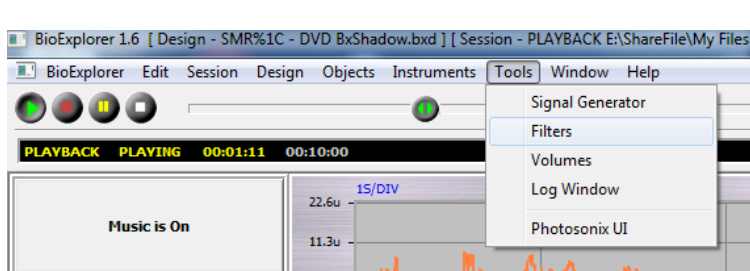 BioExplorer 1.6 [ Design - SMR%1C - DVD BxShadow.bxd ] [ Session - PLAYBACK E:\ShareFile\My Files
BioExplorer Edit Session Design Objects Instruments Tools Window Help
Signal Generator
Filters
Volumes
Log Window
Photosonix UI
PLAYBACK PLAYING 00:01:11 00:10:00
Music is On
1S/DIV
22.6u
11.3u